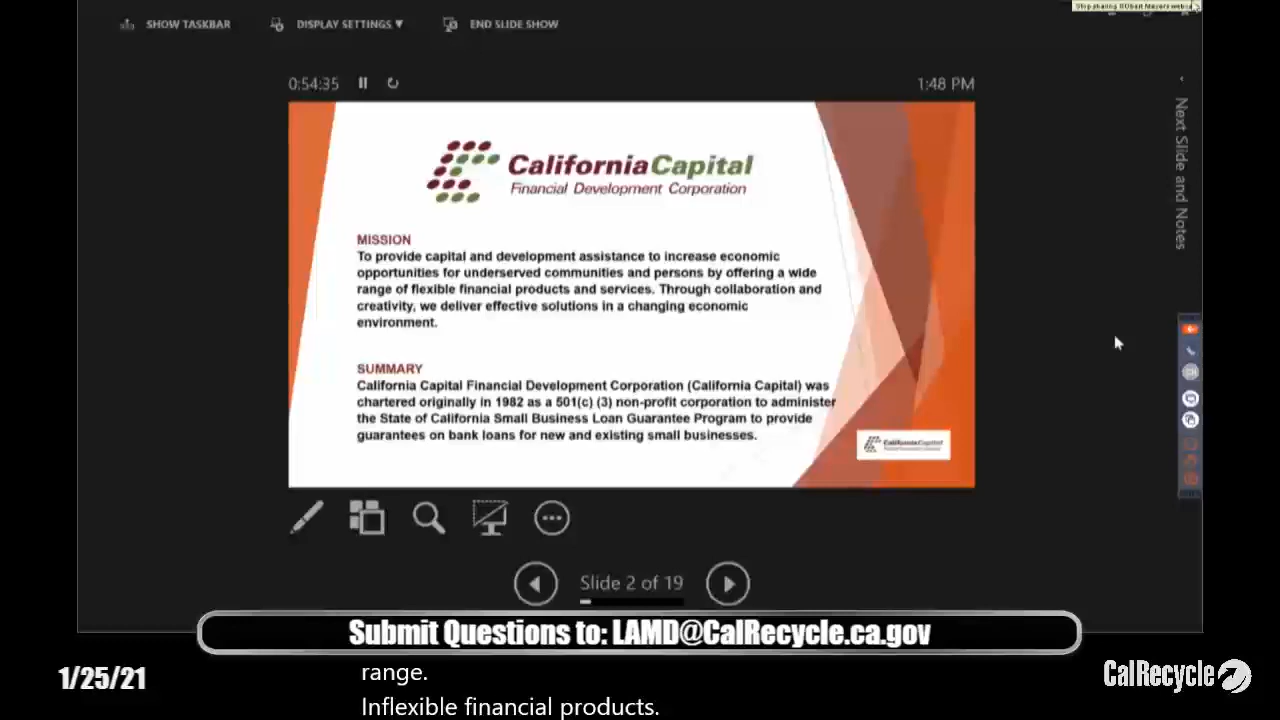 SHOW TASKBAR
DISPLAY SETTINGS ▼
END SLIDE SHOW
0:54:35
1:48 PM
CaliforniaCapital
Financial Development Corporation
MISSION
To provide capital and development assistance to increase economic
opportunities for underserved communities and persons by offering a wide
range of flexible financial products and services. Through collaboration and
creativity, we deliver effective solutions in a changing economic
environment.
SUMMARY
California Capital Financial Development Corporation (California Capital) was
chartered originally in 1982 as a 501(c) (3) non-profit corporation to administer
the State of California Small Business Loan Guarantee Program to provide
guarantees on bank loans for new and existing small businesses.
CaliforniaCapital
Next Slide and Notes
Slide 2 of 19
Submit Questions to: LAMD@CalRecycle.ca.gov
range.
Inflexible financial products.
1/25/21
CalRecycle